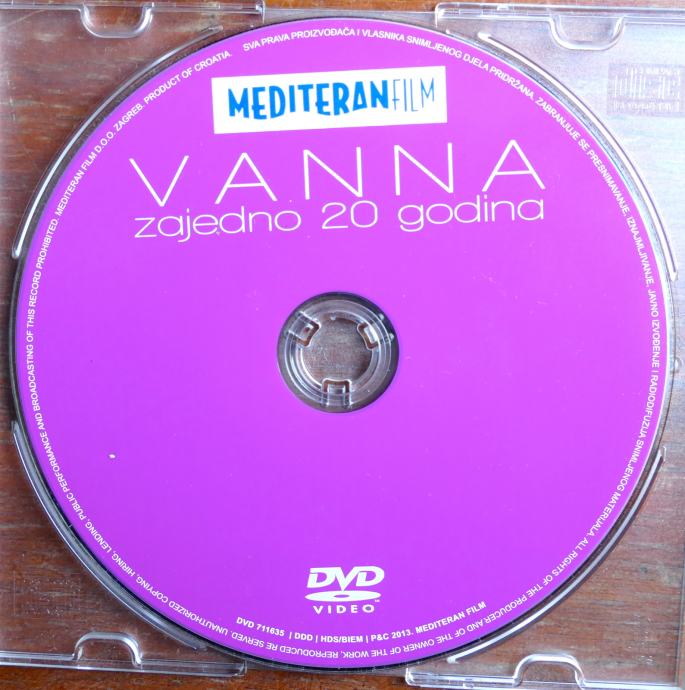 MEDITERANFILM
VANNA
zajedno 20 godina
DVD
VIDEO
DVD 711635 | DDD | HDS/BIEM | P&C 2013. MEDITERAN FILM
SVA PRAVA PROIZVOĐAČA I VLASNIKA SNIMLJENOG DJELA PRIDRŽANA. ZABRANJUJE SE PRESNIMAVANJE, IZNAJMLJIVANJE, JAVNO IZVOĐENJE I RADIODIFUZIJA SNIMLJENOG MATERIJALA. ALL RIGHTS OF THE PRODUCER AND OF THE OWNER OF THE WORK, REPRODUCED RE SERVED. UNAUTHORIZED COPYING, HIRING, LENDING, PUBLIC PERFORMANCE AND BROADCASTING OF THIS RECORD PROHIBITED. MEDITERAN FILM D.O.O. ZAGREB. PRODUCT OF CROATIA.